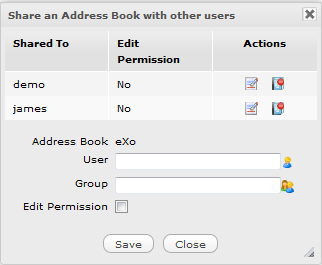 Share an Address Book with other users
Shared To Edit Permission Actions
demo No
james No
Address Book eXo
User
Group
Edit Permission
Save Close